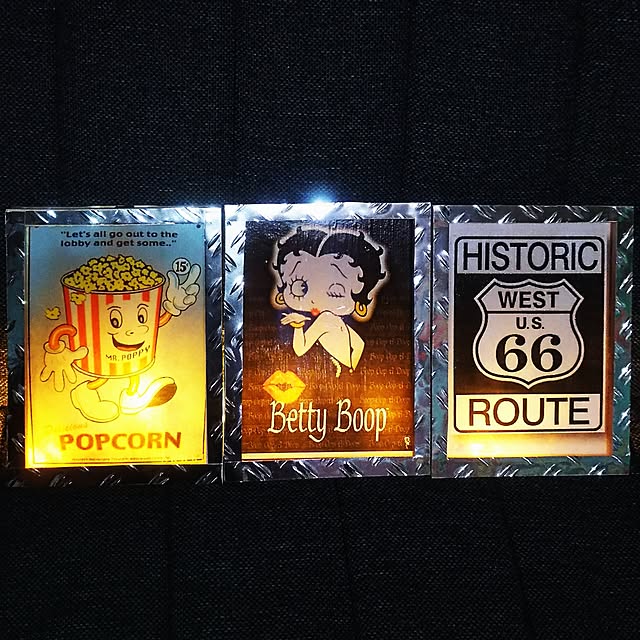 "Let's all go out to the
lobby and get some.."
15¢
MR. POPPY
Delicious
POPCORN
Betty Boop
HISTORIC
WEST
U.S.
66
ROUTE